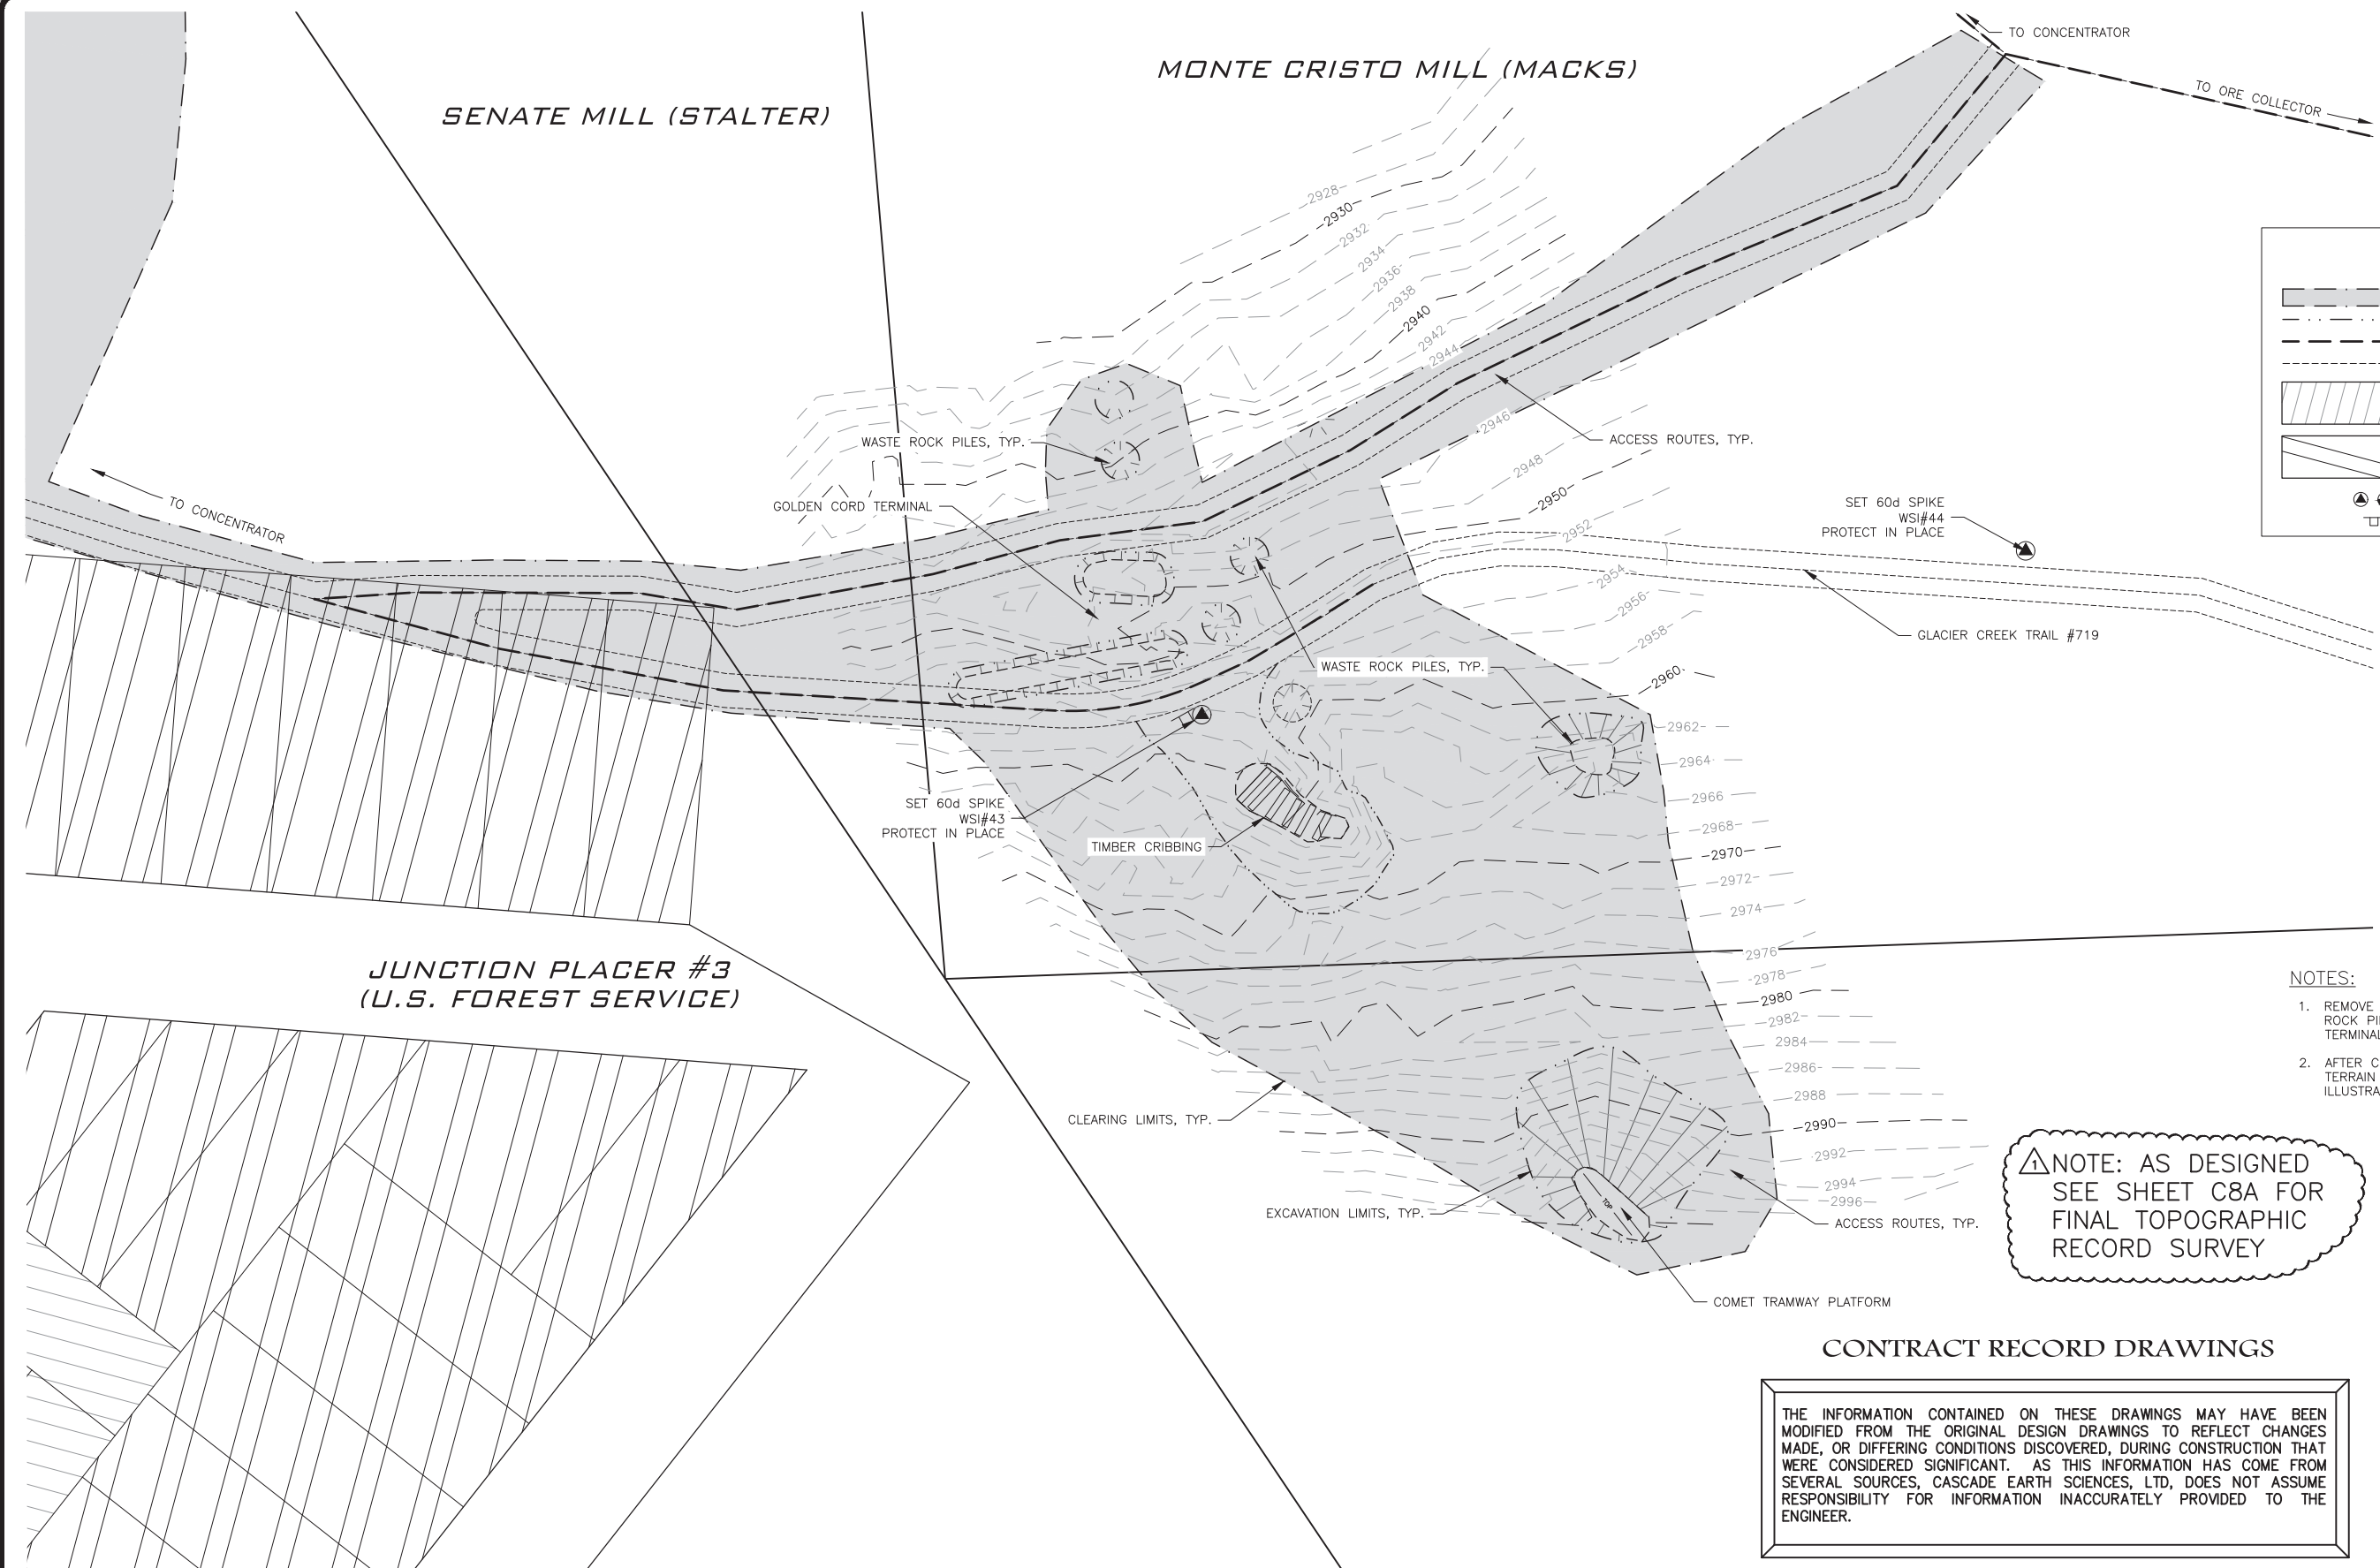 TO CONCENTRATOR
MONTE CRISTO MILL (MACKS)
TO ORE COLLECTOR
SENATE MILL (STALTER)
2928
2930
2932
2934
2936
2938
2940
2942
2944
2946
WASTE ROCK PILES, TYP.
ACCESS ROUTES, TYP.
2948
2950
GOLDEN CORD TERMINAL
TO CONCENTRATOR
SET 60d SPIKE
WSI#44
PROTECT IN PLACE
2952
2954
2956
2958
GLACIER CREEK TRAIL #719
WASTE ROCK PILES, TYP.
2960
2962
2964
2966
SET 60d SPIKE
WSI#43
PROTECT IN PLACE
2968
TIMBER CRIBBING
2970
2972
2974
2976
2978
JUNCTION PLACER #3
(U.S. FOREST SERVICE)
2980
2982
2984
2986
2988
2990
2992
2994
2996
NOTES:
1. REMOVE
ROCK PI
TERMINAL
2. AFTER C
TERRAIN
ILLUSTRA
CLEARING LIMITS, TYP.
EXCAVATION LIMITS, TYP.
TOP
ACCESS ROUTES, TYP.
COMET TRAMWAY PLATFORM
1 NOTE: AS DESIGNED
SEE SHEET C8A FOR
FINAL TOPOGRAPHIC
RECORD SURVEY
CONTRACT RECORD DRAWINGS
THE INFORMATION CONTAINED ON THESE DRAWINGS MAY HAVE BEEN
MODIFIED FROM THE ORIGINAL DESIGN DRAWINGS TO REFLECT CHANGES
MADE, OR DIFFERING CONDITIONS DISCOVERED, DURING CONSTRUCTION THAT
WERE CONSIDERED SIGNIFICANT. AS THIS INFORMATION HAS COME FROM
SEVERAL SOURCES, CASCADE EARTH SCIENCES, LTD, DOES NOT ASSUME
RESPONSIBILITY FOR INFORMATION INACCURATELY PROVIDED TO THE
ENGINEER.